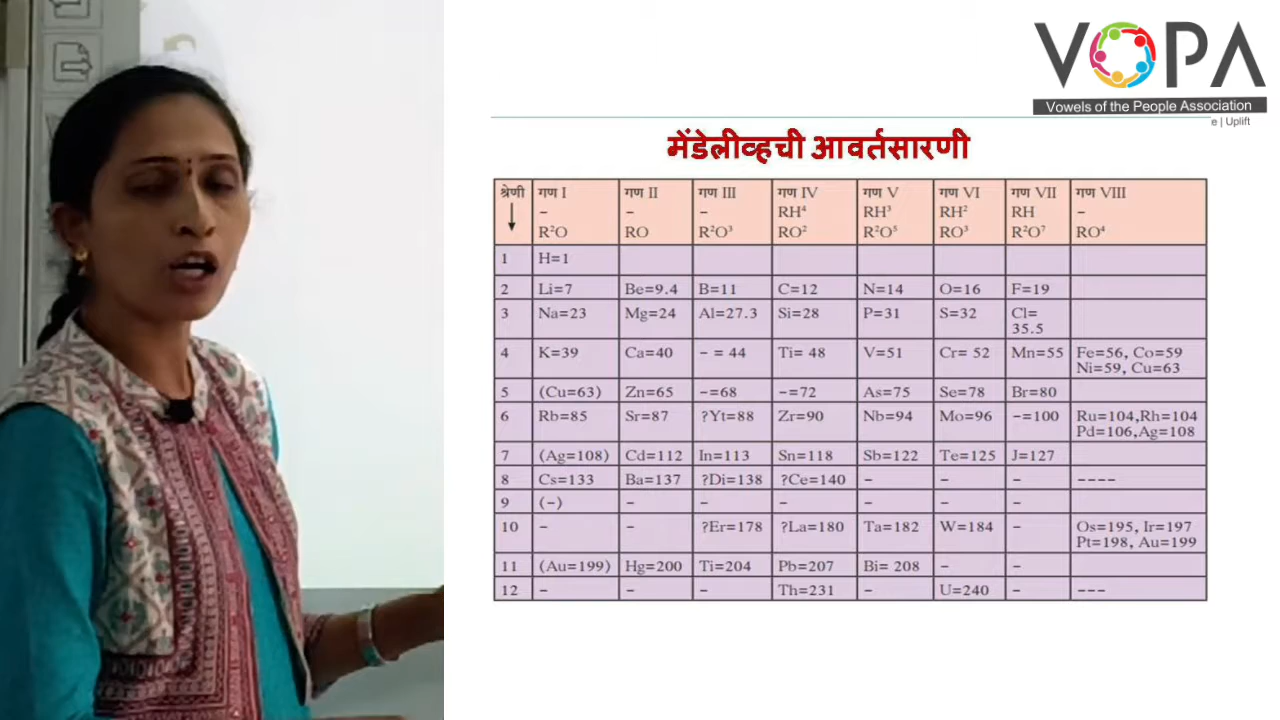 VOPA
Vowels of the People Association
e | Uplift
मेंडेलीव्हची आवर्तसारणी
श्रेणी ↓ गण I – R²O गण II – RO गण III – R²O³ गण IV RH⁴ RO² गण V RH³ R²O⁵ गण VI RH² RO³ गण VII RH R²O⁷ गण VIII – RO⁴
1 H=1
2 Li=7 Be=9.4 B=11 C=12 N=14 O=16 F=19
3 Na=23 Mg=24 Al=27.3 Si=28 P=31 S=32 Cl= 35.5
4 K=39 Ca=40 – = 44 Ti= 48 V=51 Cr= 52 Mn=55 Fe=56, Co=59 Ni=59, Cu=63
5 (Cu=63) Zn=65 –=68 –=72 As=75 Se=78 Br=80
6 Rb=85 Sr=87 ?Yt=88 Zr=90 Nb=94 Mo=96 –=100 Ru=104,Rh=104 Pd=106,Ag=108
7 (Ag=108) Cd=112 In=113 Sn=118 Sb=122 Te=125 J=127
8 Cs=133 Ba=137 ?Di=138 ?Ce=140 – – – ----
9 (–) – – – – – –
10 – – ?Er=178 ?La=180 Ta=182 W=184 – Os=195, Ir=197 Pt=198, Au=199
11 (Au=199) Hg=200 Ti=204 Pb=207 Bi= 208 – –
12 – – – Th=231 – U=240 – ---